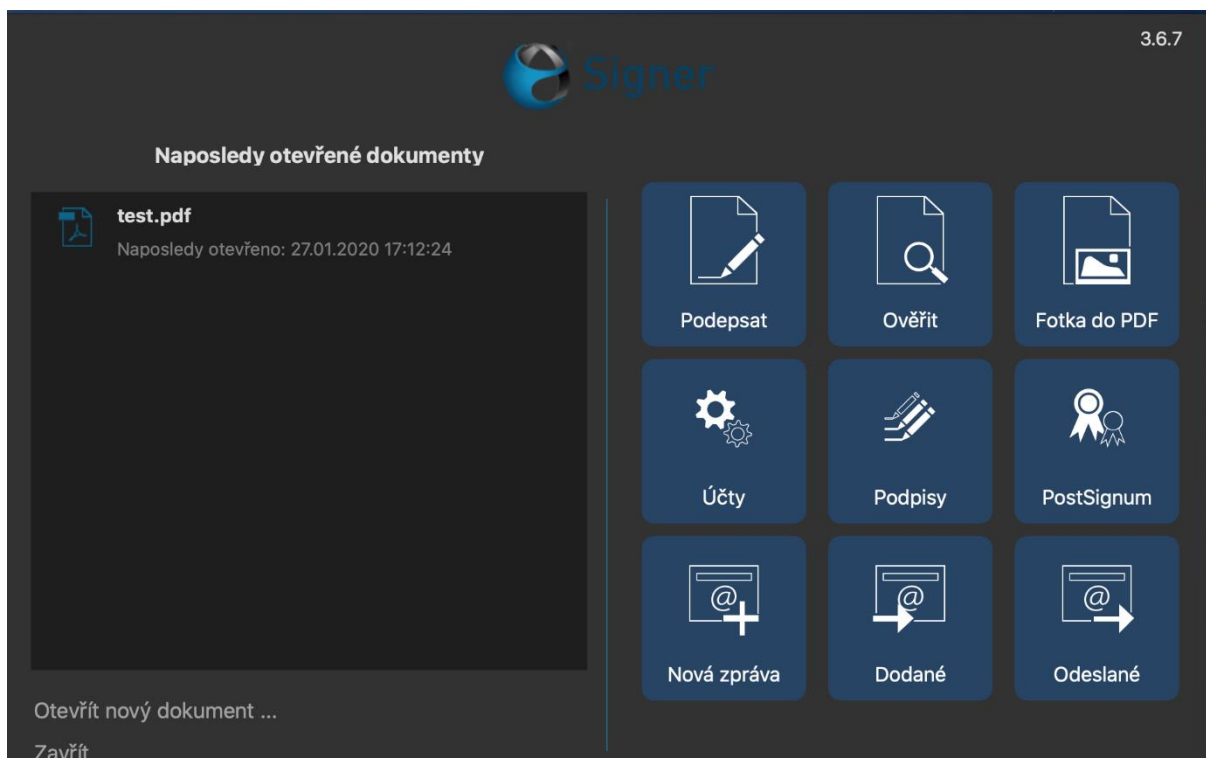 3.6.7
Signer
Naposledy otevřené dokumenty
test.pdf
Naposledy otevřeno: 27.01.2020 17:12:24
Podepsat
Ověřit
Fotka do PDF
Účty
Podpisy
PostSignum
@
@
@
Nová zpráva
Dodané
Odeslané
Otevřít nový dokument ...
Zavřít